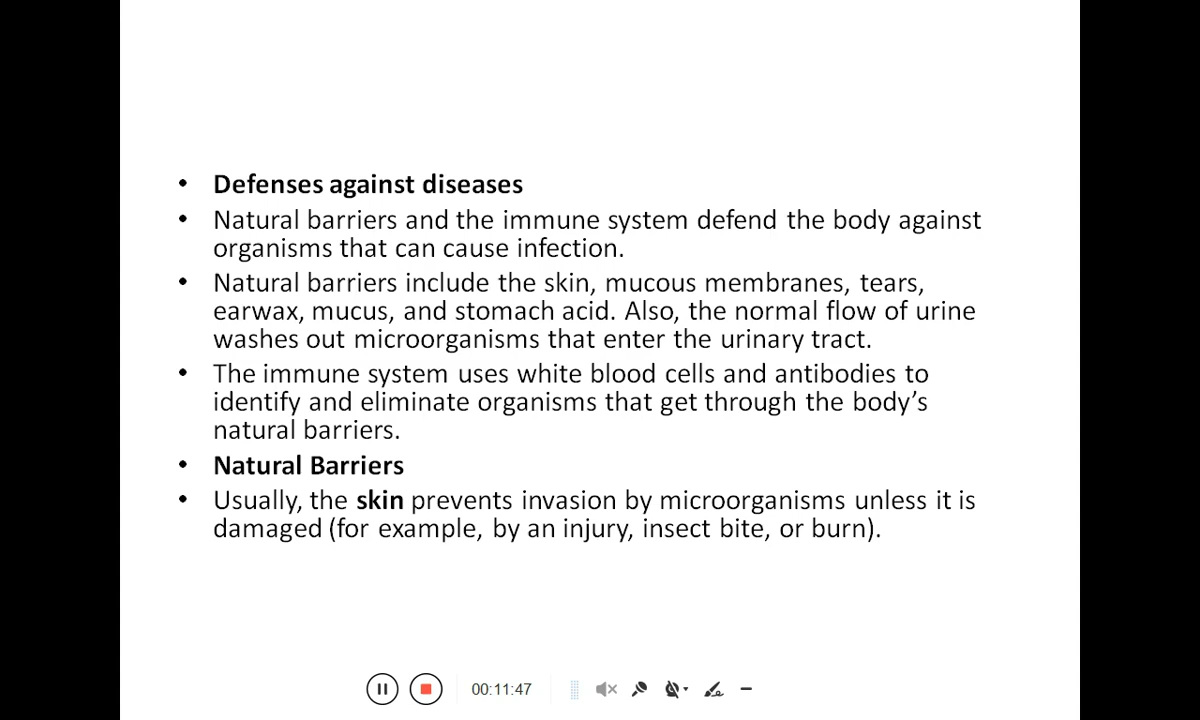 • Defenses against diseases
• Natural barriers and the immune system defend the body against
organisms that can cause infection.
• Natural barriers include the skin, mucous membranes, tears,
earwax, mucus, and stomach acid. Also, the normal flow of urine
washes out microorganisms that enter the urinary tract.
• The immune system uses white blood cells and antibodies to
identify and eliminate organisms that get through the body’s
natural barriers.
• Natural Barriers
• Usually, the skin prevents invasion by microorganisms unless it is
damaged (for example, by an injury, insect bite, or burn).
00:11:47